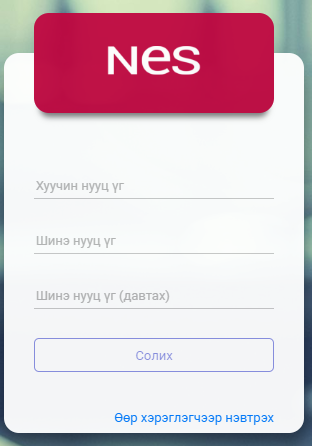 nes
Хуучин нууц үг
Шинэ нууц үг
Шинэ нууц үг (давтах)
Солих
Өөр хэрэглэгчээр нэвтрэх